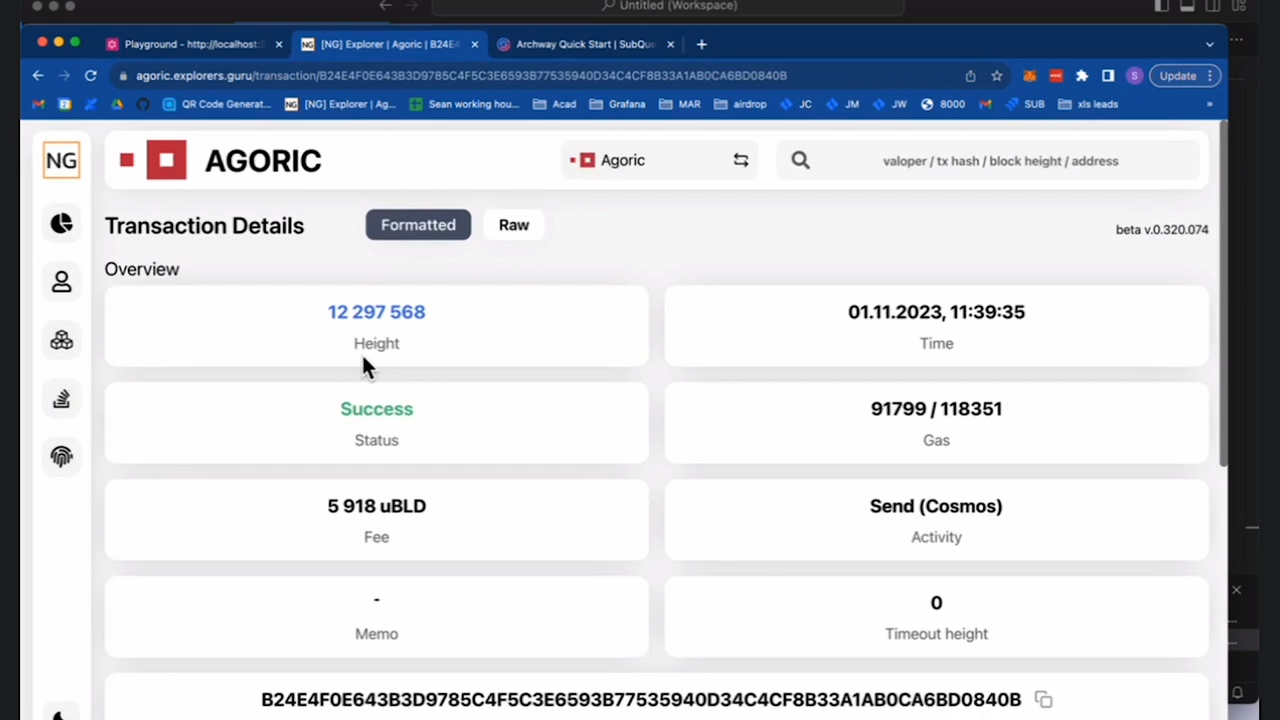 Untitled (Workspace)
Playground - http://localhost:
[NG] Explorer | Agoric | B24E4
Archway Quick Start | SubQue
agoric.explorers.guru/transaction/B24E4F0E643B3D9785C4F5C3E6593B77535940D34C4CF8B33A1AB0CA6BD0840B
S
Update
QR Code Generat...
[NG] Explorer | Ag...
Sean working hou...
Acad
Grafana
MAR
airdrop
JC
JM
JW
8000
SUB
xls leads
»
NG
AGORIC
Agoric
valoper / tx hash / block height / address
Transaction Details
Formatted
Raw
beta v.0.320.074
Overview
12 297 568
Height
01.11.2023, 11:39:35
Time
Success
Status
91799 / 118351
Gas
5 918 uBLD
Fee
Send (Cosmos)
Activity
-
Memo
0
Timeout height
B24E4F0E643B3D9785C4F5C3E6593B77535940D34C4CF8B33A1AB0CA6BD0840B